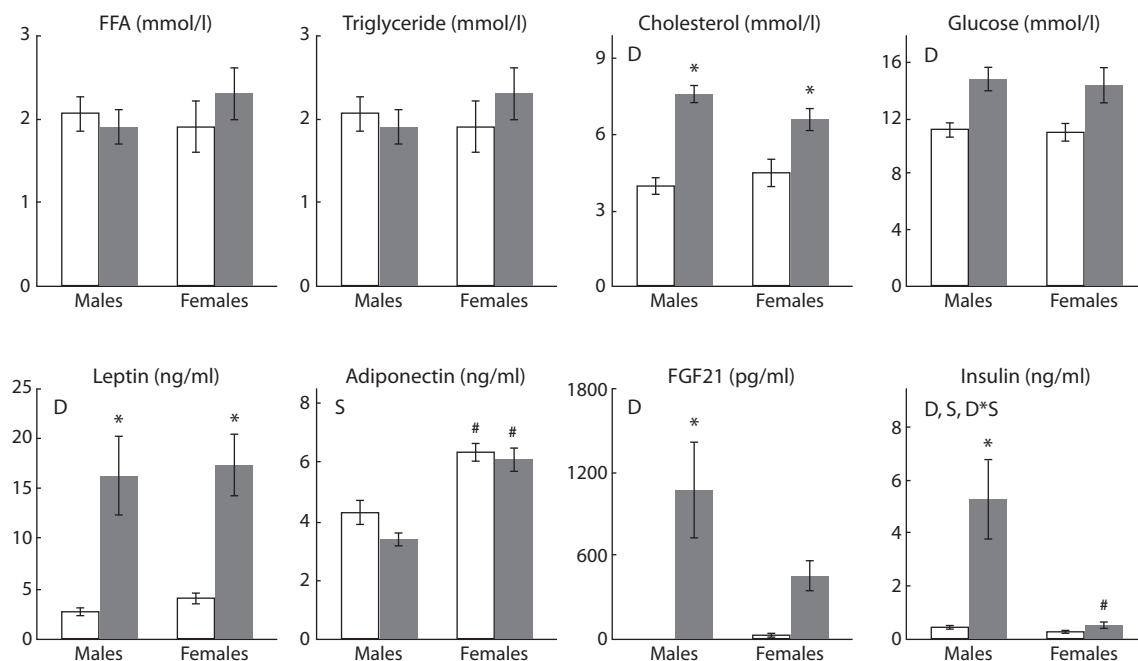 FFA (mmol/l)
3
2
1
0
Males Females
Triglyceride (mmol/l)
3
2
1
0
Males Females
Cholesterol (mmol/l)
D
9
6
3
0
* *
Males Females
Glucose (mmol/l)
D
16
12
8
4
0
Males Females
Leptin (ng/ml)
D
25
20
15
10
5
0
* *
Males Females
Adiponectin (ng/ml)
S
8
6
4
2
0
# #
Males Females
FGF21 (pg/ml)
D
1800
1200
600
0
*
Males Females
Insulin (ng/ml)
D, S, D*S
8
6
4
2
0
*
#
Males Females